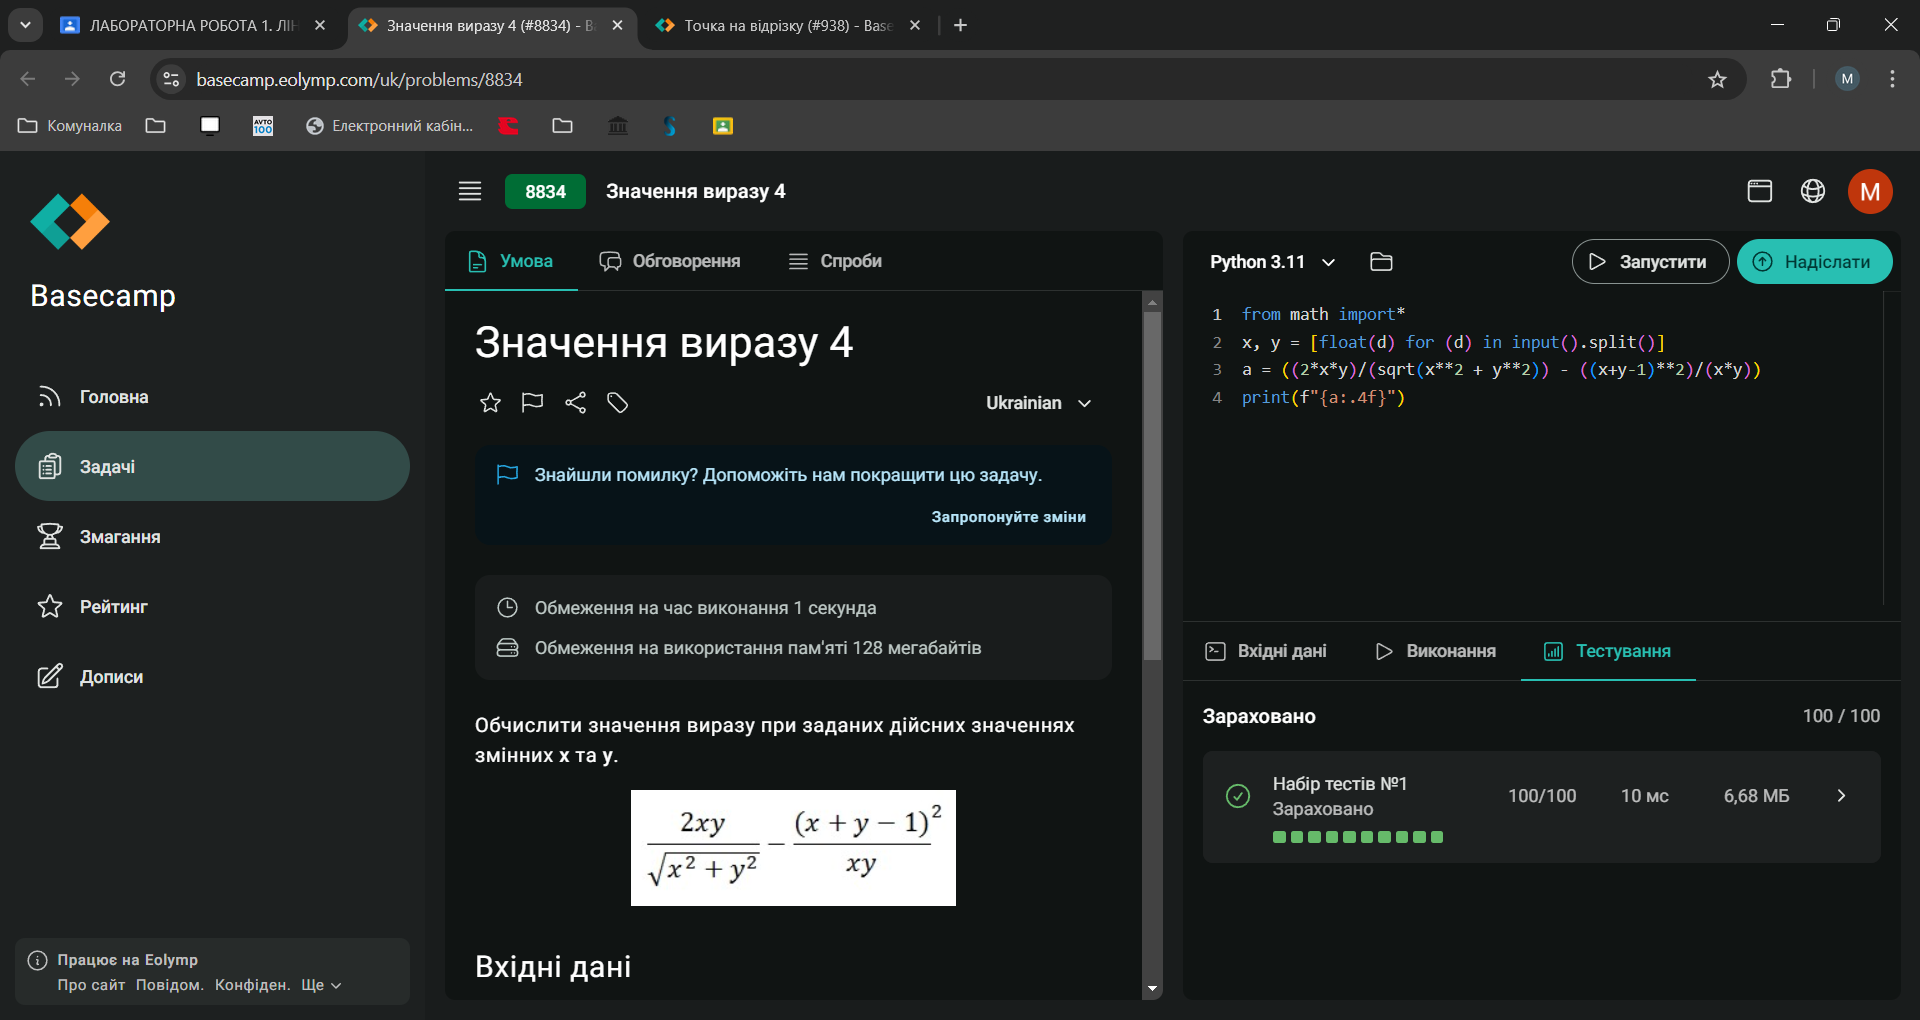 ЛАБОРАТОРНА РОБОТА 1. ЛІН
Значення виразу 4 (#8834) - B
Точка на відрізку (#938) - Base
basecamp.eolymp.com/uk/problems/8834
M
Комуналка
AVTO 100
Електронний кабін...
Basecamp
Головна
Задачі
Змагання
Рейтинг
Дописи
Працює на Eolymp
Про сайт Повідом. Конфіден. Ще
8834 Значення виразу 4
M
Умова Обговорення Спроби
Значення виразу 4
Ukrainian
Знайшли помилку? Допоможіть нам покращити цю задачу.
Запропонуйте зміни
Обмеження на час виконання 1 секунда
Обмеження на використання пам'яті 128 мегабайтів
Обчислити значення виразу при заданих дійсних значеннях
змінних x та y.
2xy / √x² + y² − (x + y − 1)² / xy
Вхідні дані
Python 3.11 Запустити Надіслати
1 from math import*
2 x, y = [float(d) for (d) in input().split()]
3 a = ((2*x*y)/(sqrt(x**2 + y**2)) - ((x+y-1)**2)/(x*y))
4 print(f"{a:.4f}")
Вхідні дані Виконання Тестування
Зараховано 100 / 100
Набір тестів №1 100/100 10 мс 6,68 МБ
Зараховано